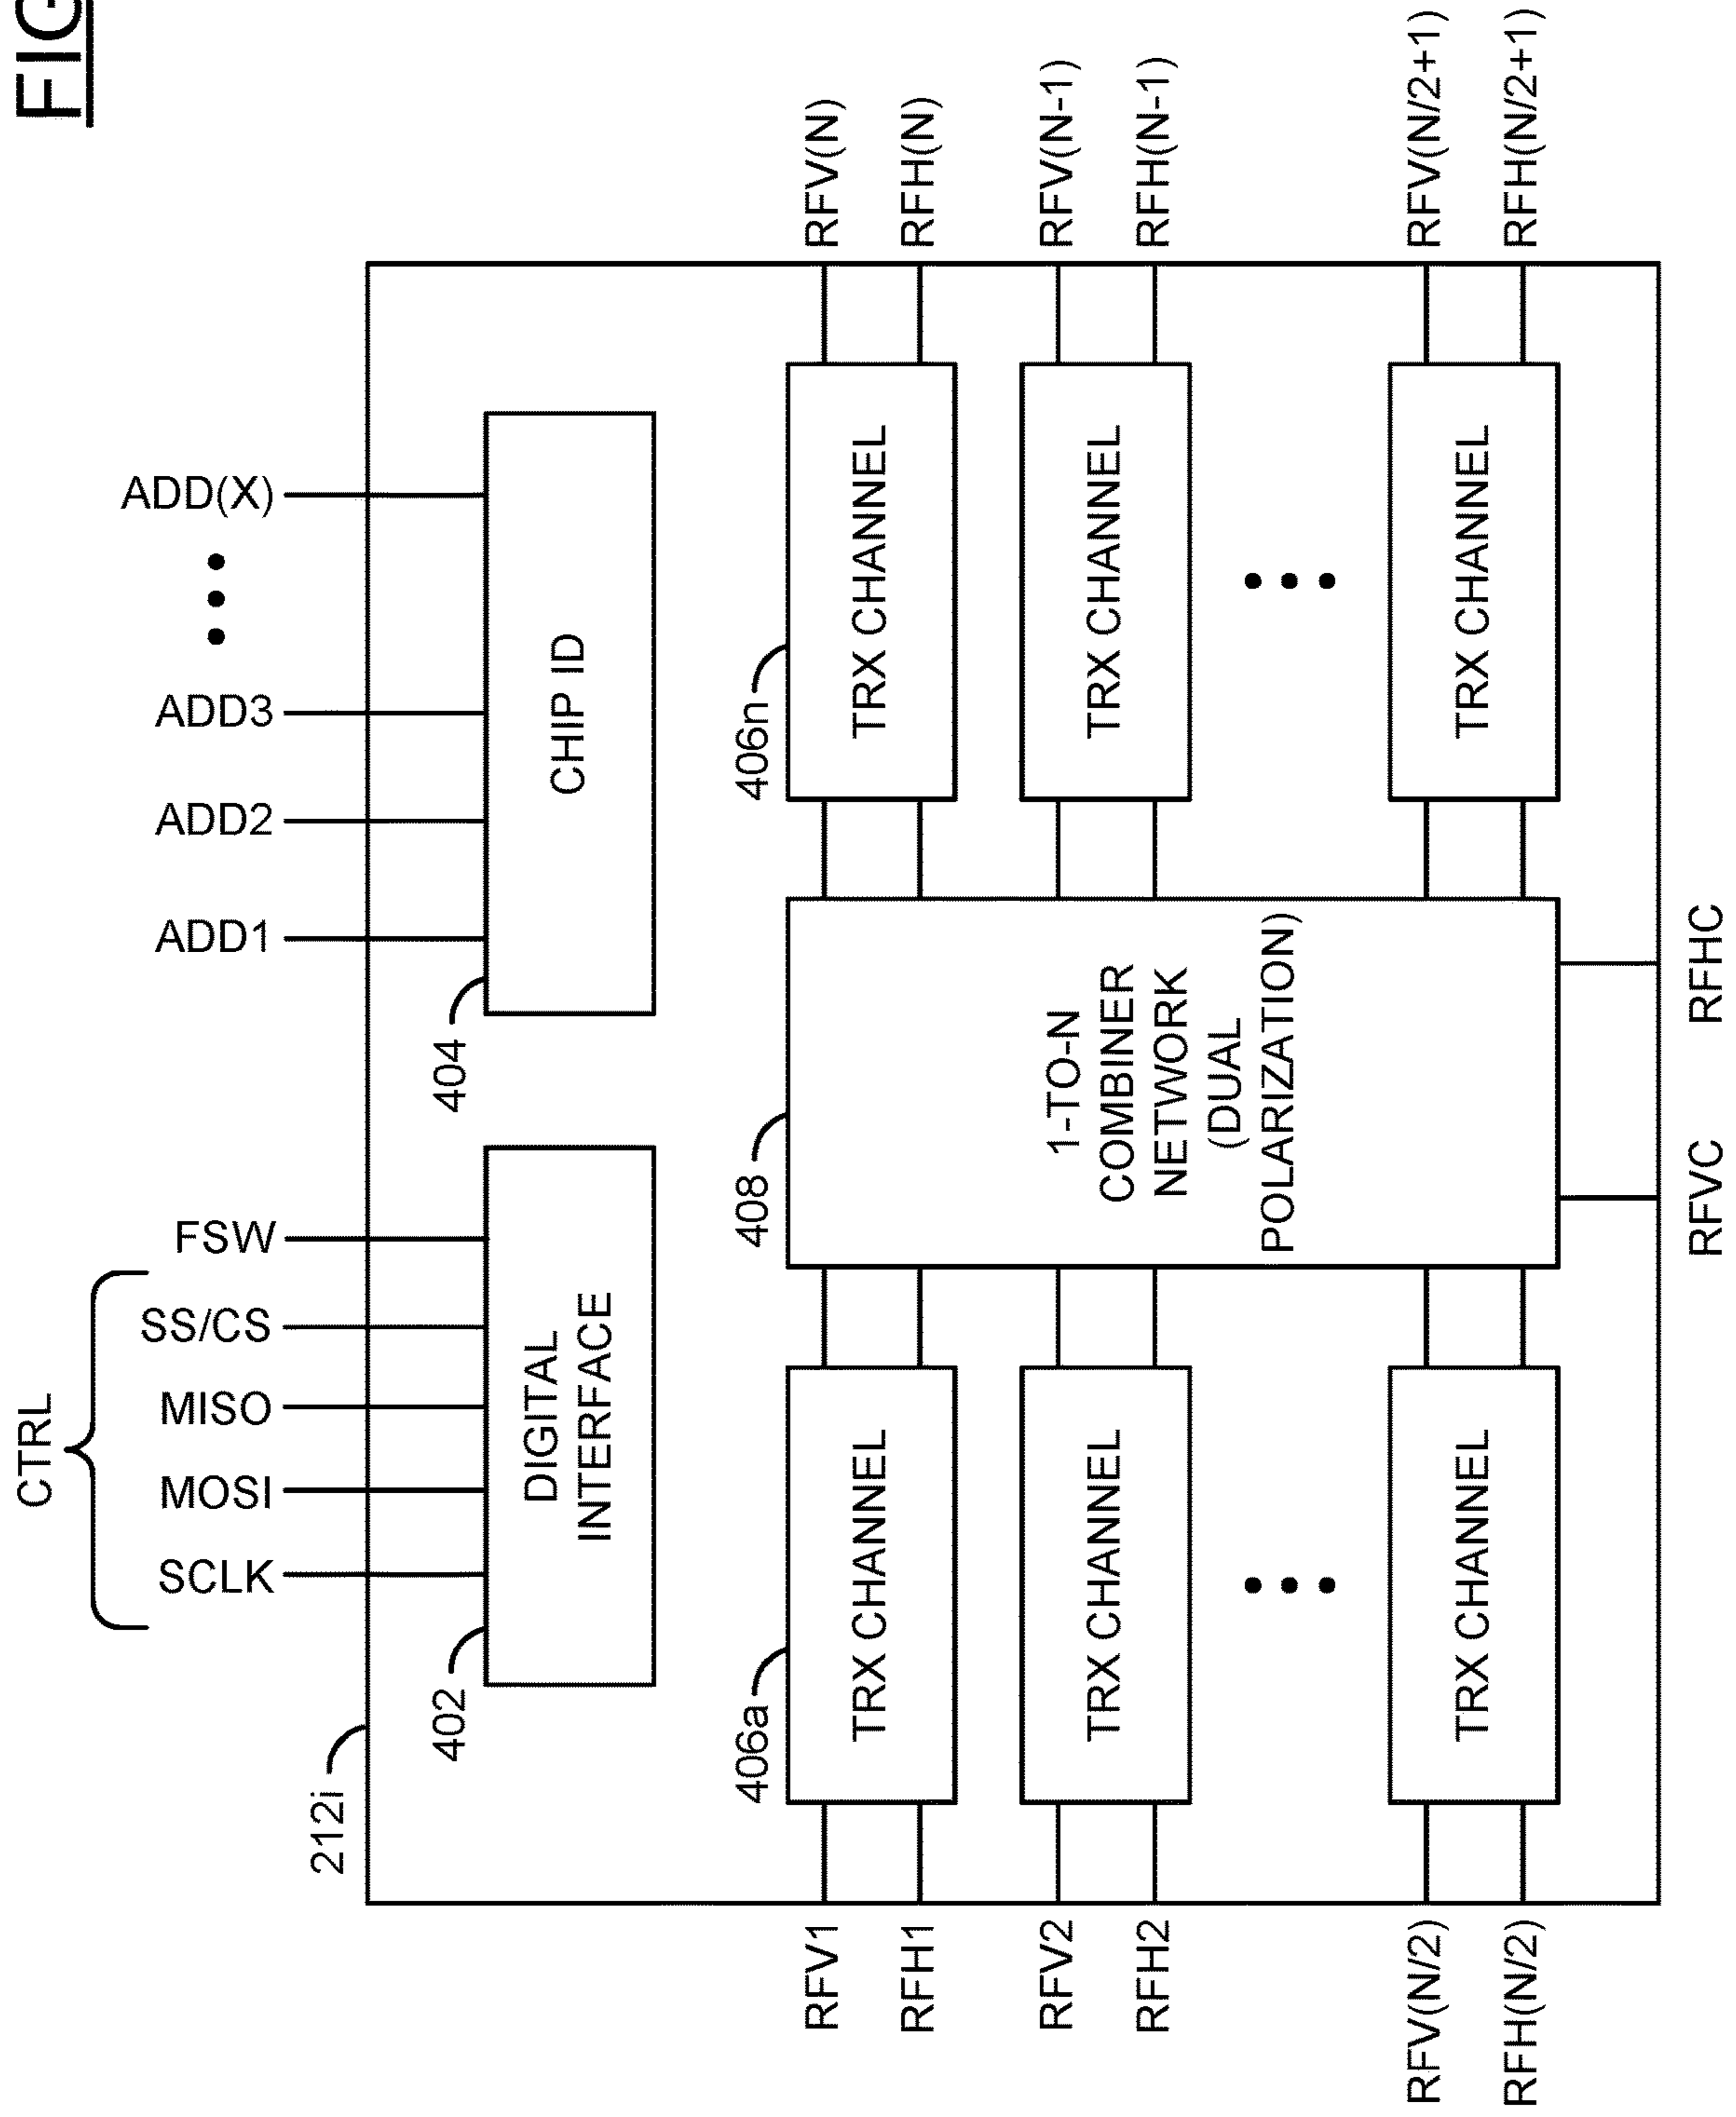 FIG
CTRL
SCLK
MOSI
MISO
SS/CS
FSW
ADD1
ADD2
ADD3
ADD(X)
212i
402
DIGITAL
INTERFACE
404
CHIP ID
406a
TRX CHANNEL
408
1-TO-N
COMBINER
NETWORK
(DUAL
POLARIZATION)
406n
TRX CHANNEL
RFV1
RFH1
RFV(N)
RFH(N)
RFV2
RFH2
TRX CHANNEL
TRX CHANNEL
RFV(N-1)
RFH(N-1)
RFV(N/2)
RFH(N/2)
TRX CHANNEL
TRX CHANNEL
RFV(N/2+1)
RFH(N/2+1)
RFVC
RFHC